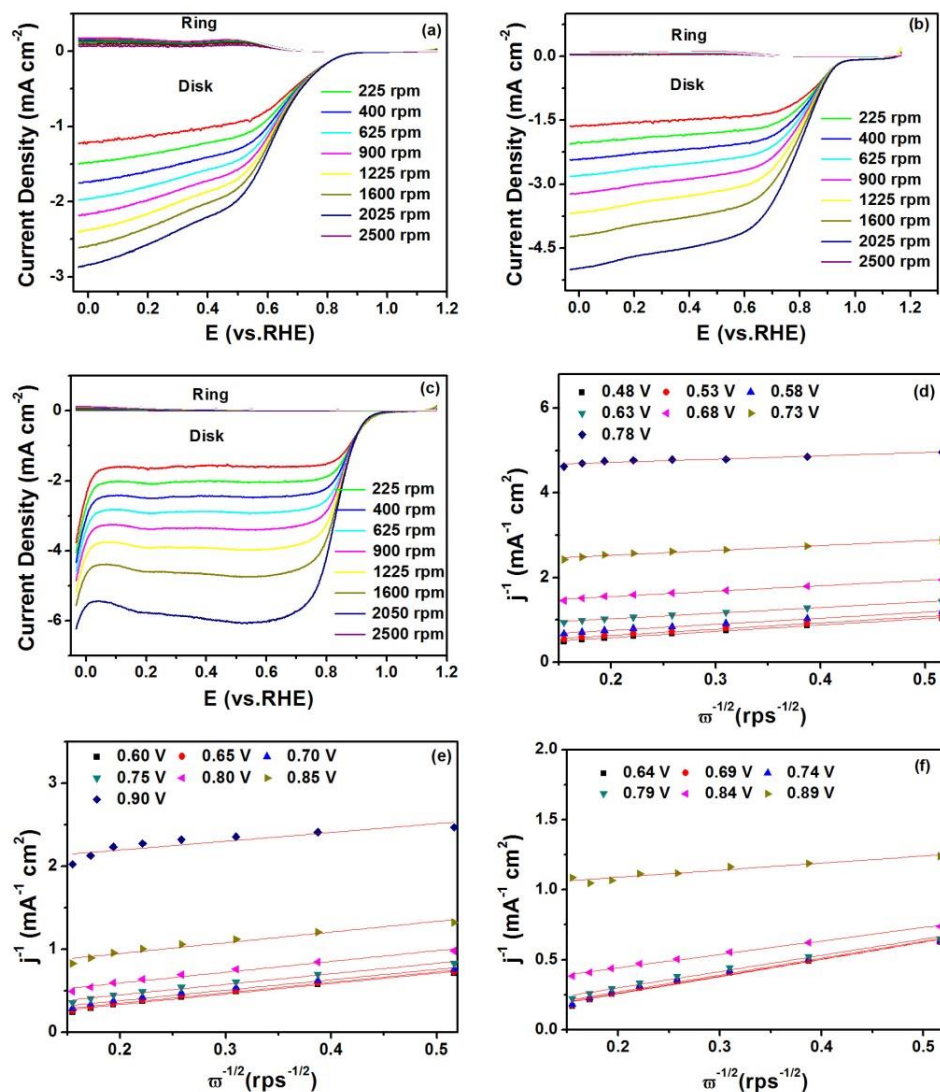 (a)
Ring
Disk
225 rpm
400 rpm
625 rpm
900 rpm
1225 rpm
1600 rpm
2025 rpm
2500 rpm
Current Density (mA cm-2)
0
-1
-2
-3
0.0 0.2 0.4 0.6 0.8 1.0 1.2
E (vs.RHE)
(b)
Ring
Disk
225 rpm
400 rpm
625 rpm
900 rpm
1225 rpm
1600 rpm
2025 rpm
2500 rpm
Current Density (mA cm-2)
0.0
-1.5
-3.0
-4.5
0.0 0.2 0.4 0.6 0.8 1.0 1.2
E (vs.RHE)
(c)
Ring
Disk
225 rpm
400 rpm
625 rpm
900 rpm
1225 rpm
1600 rpm
2050 rpm
2500 rpm
Current Density (mA cm-2)
0
-2
-4
-6
0.0 0.2 0.4 0.6 0.8 1.0 1.2
E (vs.RHE)
(d)
0.48 V 0.53 V 0.58 V
0.63 V 0.68 V 0.73 V
0.78 V
j-1 (mA-1 cm2)
6
4
2
0
0.2 0.3 0.4 0.5
ϖ-1/2(rps-1/2)
(e)
0.60 V 0.65 V 0.70 V
0.75 V 0.80 V 0.85 V
0.90 V
j-1 (mA-1 cm2)
3
2
1
0
0.2 0.3 0.4 0.5
ϖ-1/2(rps-1/2)
(f)
0.64 V 0.69 V 0.74 V
0.79 V 0.84 V 0.89 V
j-1 (mA-1 cm2)
2.0
1.5
1.0
0.5
0.0
0.2 0.3 0.4 0.5
ϖ-1/2(rps-1/2)